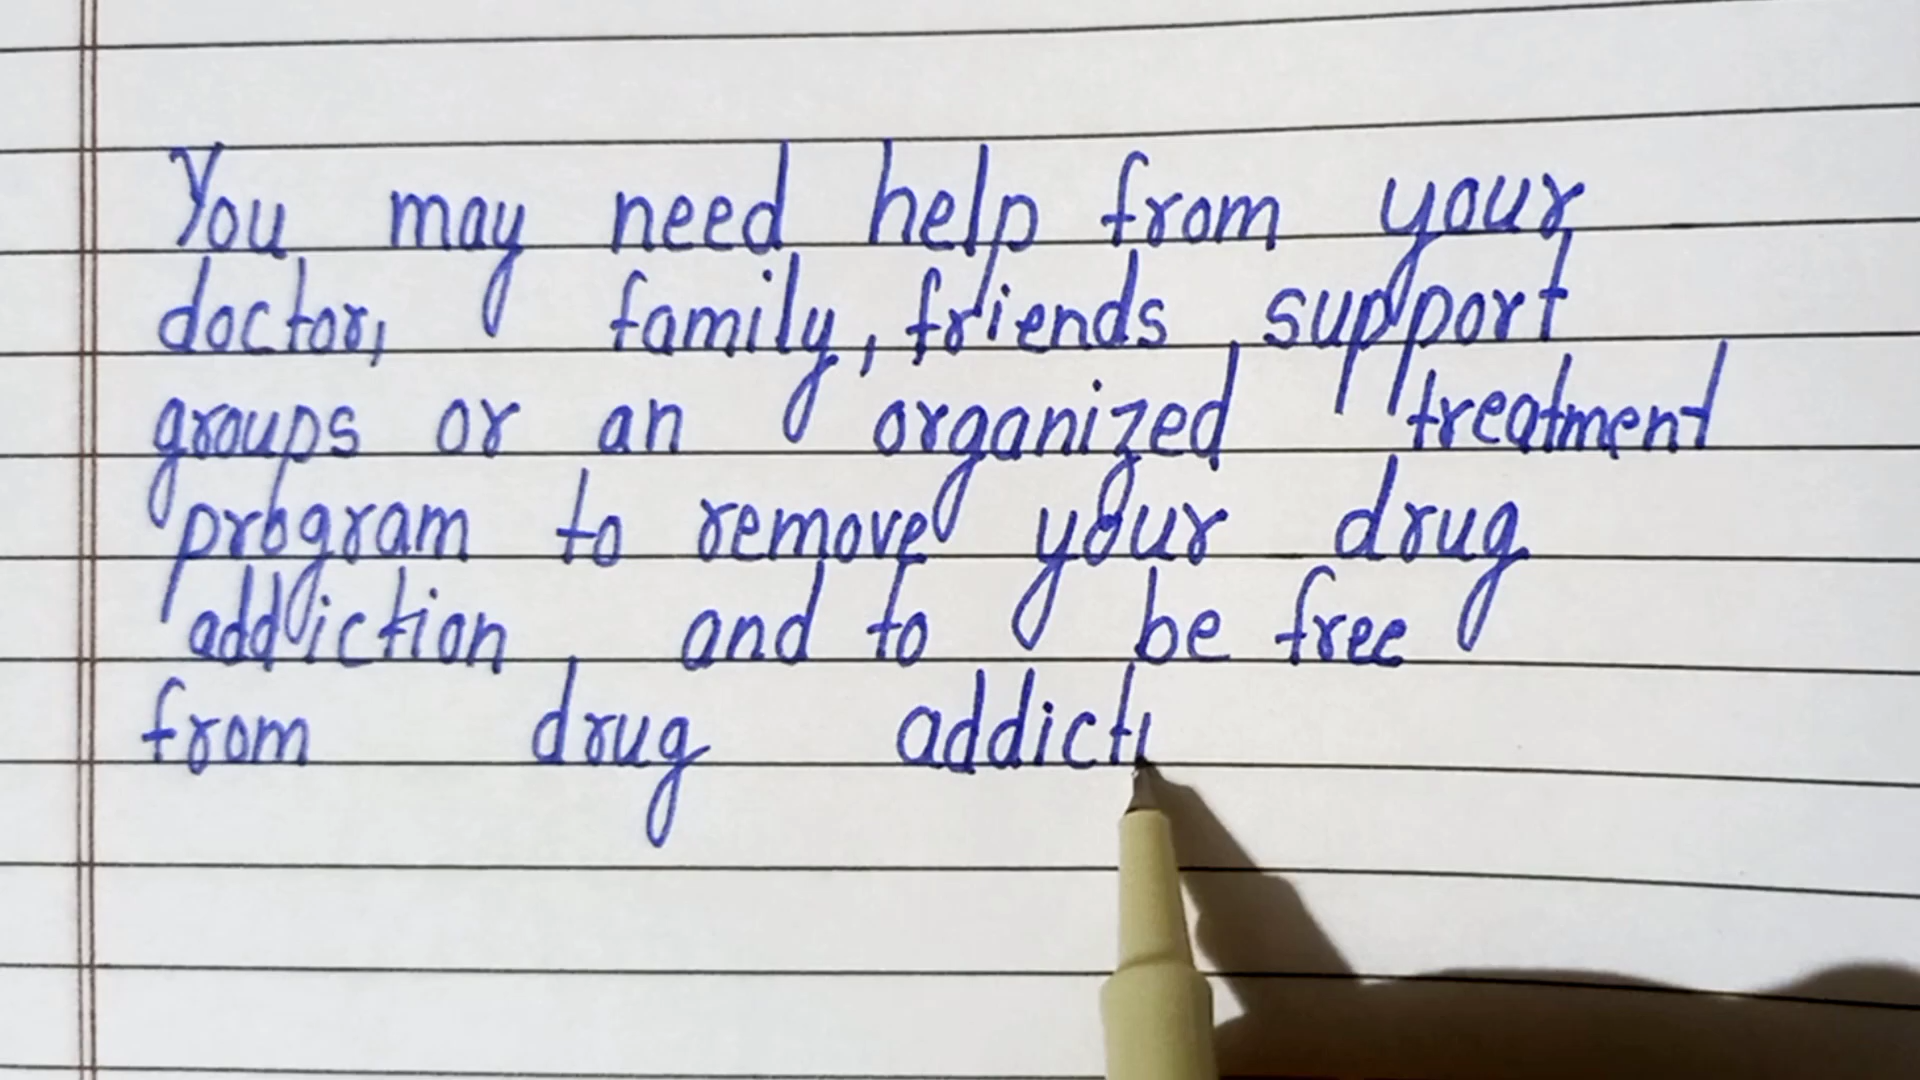 You may need help from your
doctor, family, friends, support
groups or an organized treatment
program to remove your drug
addiction, and to be free
from drug addicti